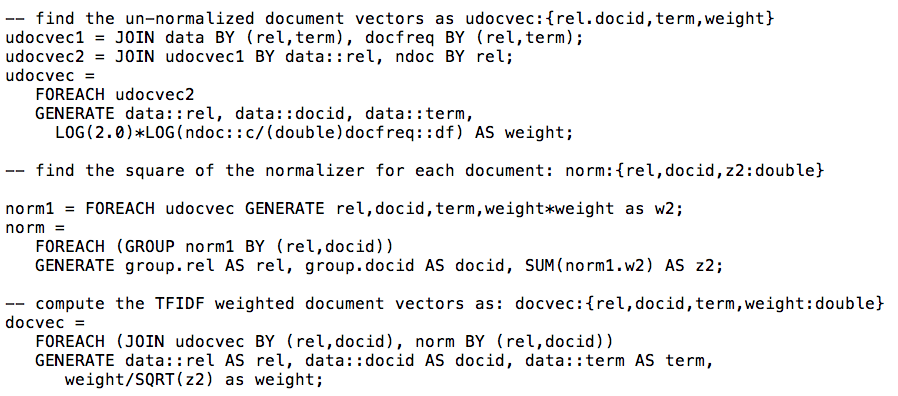 -- find the un-normalized document vectors as udocvec:{rel.docid,term,weight}
udocvec1 = JOIN data BY (rel,term), docfreq BY (rel,term);
udocvec2 = JOIN udocvec1 BY data::rel, ndoc BY rel;
udocvec =
   FOREACH udocvec2
   GENERATE data::rel, data::docid, data::term,
     LOG(2.0)*LOG(ndoc::c/(double)docfreq::df) AS weight;
-- find the square of the normalizer for each document: norm:{rel,docid,z2:double}
norm1 = FOREACH udocvec GENERATE rel,docid,term,weight*weight as w2;
norm =
   FOREACH (GROUP norm1 BY (rel,docid))
   GENERATE group.rel AS rel, group.docid AS docid, SUM(norm1.w2) AS z2;
-- compute the TFIDF weighted document vectors as: docvec:{rel,docid,term,weight:double}
docvec =
   FOREACH (JOIN udocvec BY (rel,docid), norm BY (rel,docid))
   GENERATE data::rel AS rel, data::docid AS docid, data::term AS term,
      weight/SQRT(z2) as weight;